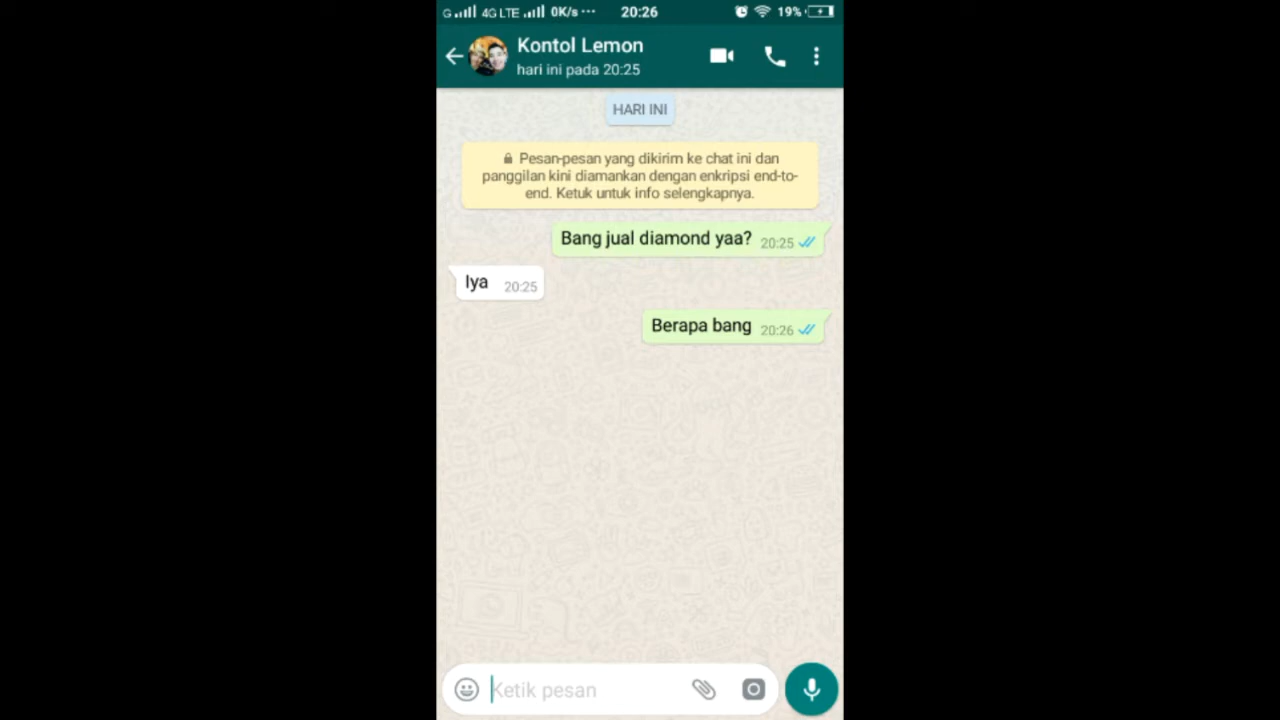 G 4G LTE 0K/s ··· 20:26 19%
Kontol Lemon
hari ini pada 20:25
HARI INI
Pesan-pesan yang dikirim ke chat ini dan
panggilan kini diamankan dengan enkripsi end-to-
end. Ketuk untuk info selengkapnya.
Bang jual diamond yaa? 20:25
Iya 20:25
Berapa bang 20:26
Ketik pesan